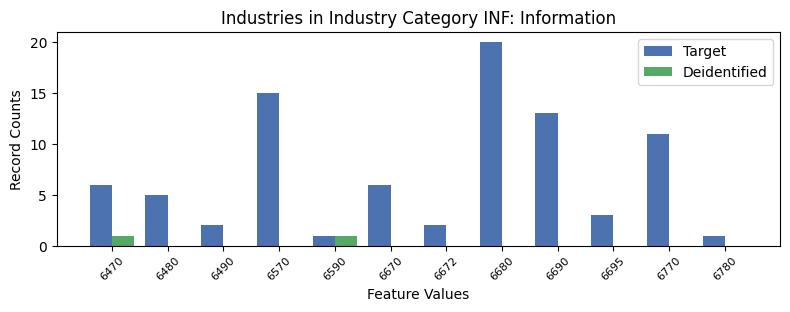 Industries in Industry Category INF: Information
Target
Deidentified
Record Counts
20
15
10
5
0
6470 6480 6490 6570 6590 6670 6672 6680 6690 6695 6770 6780
Feature Values